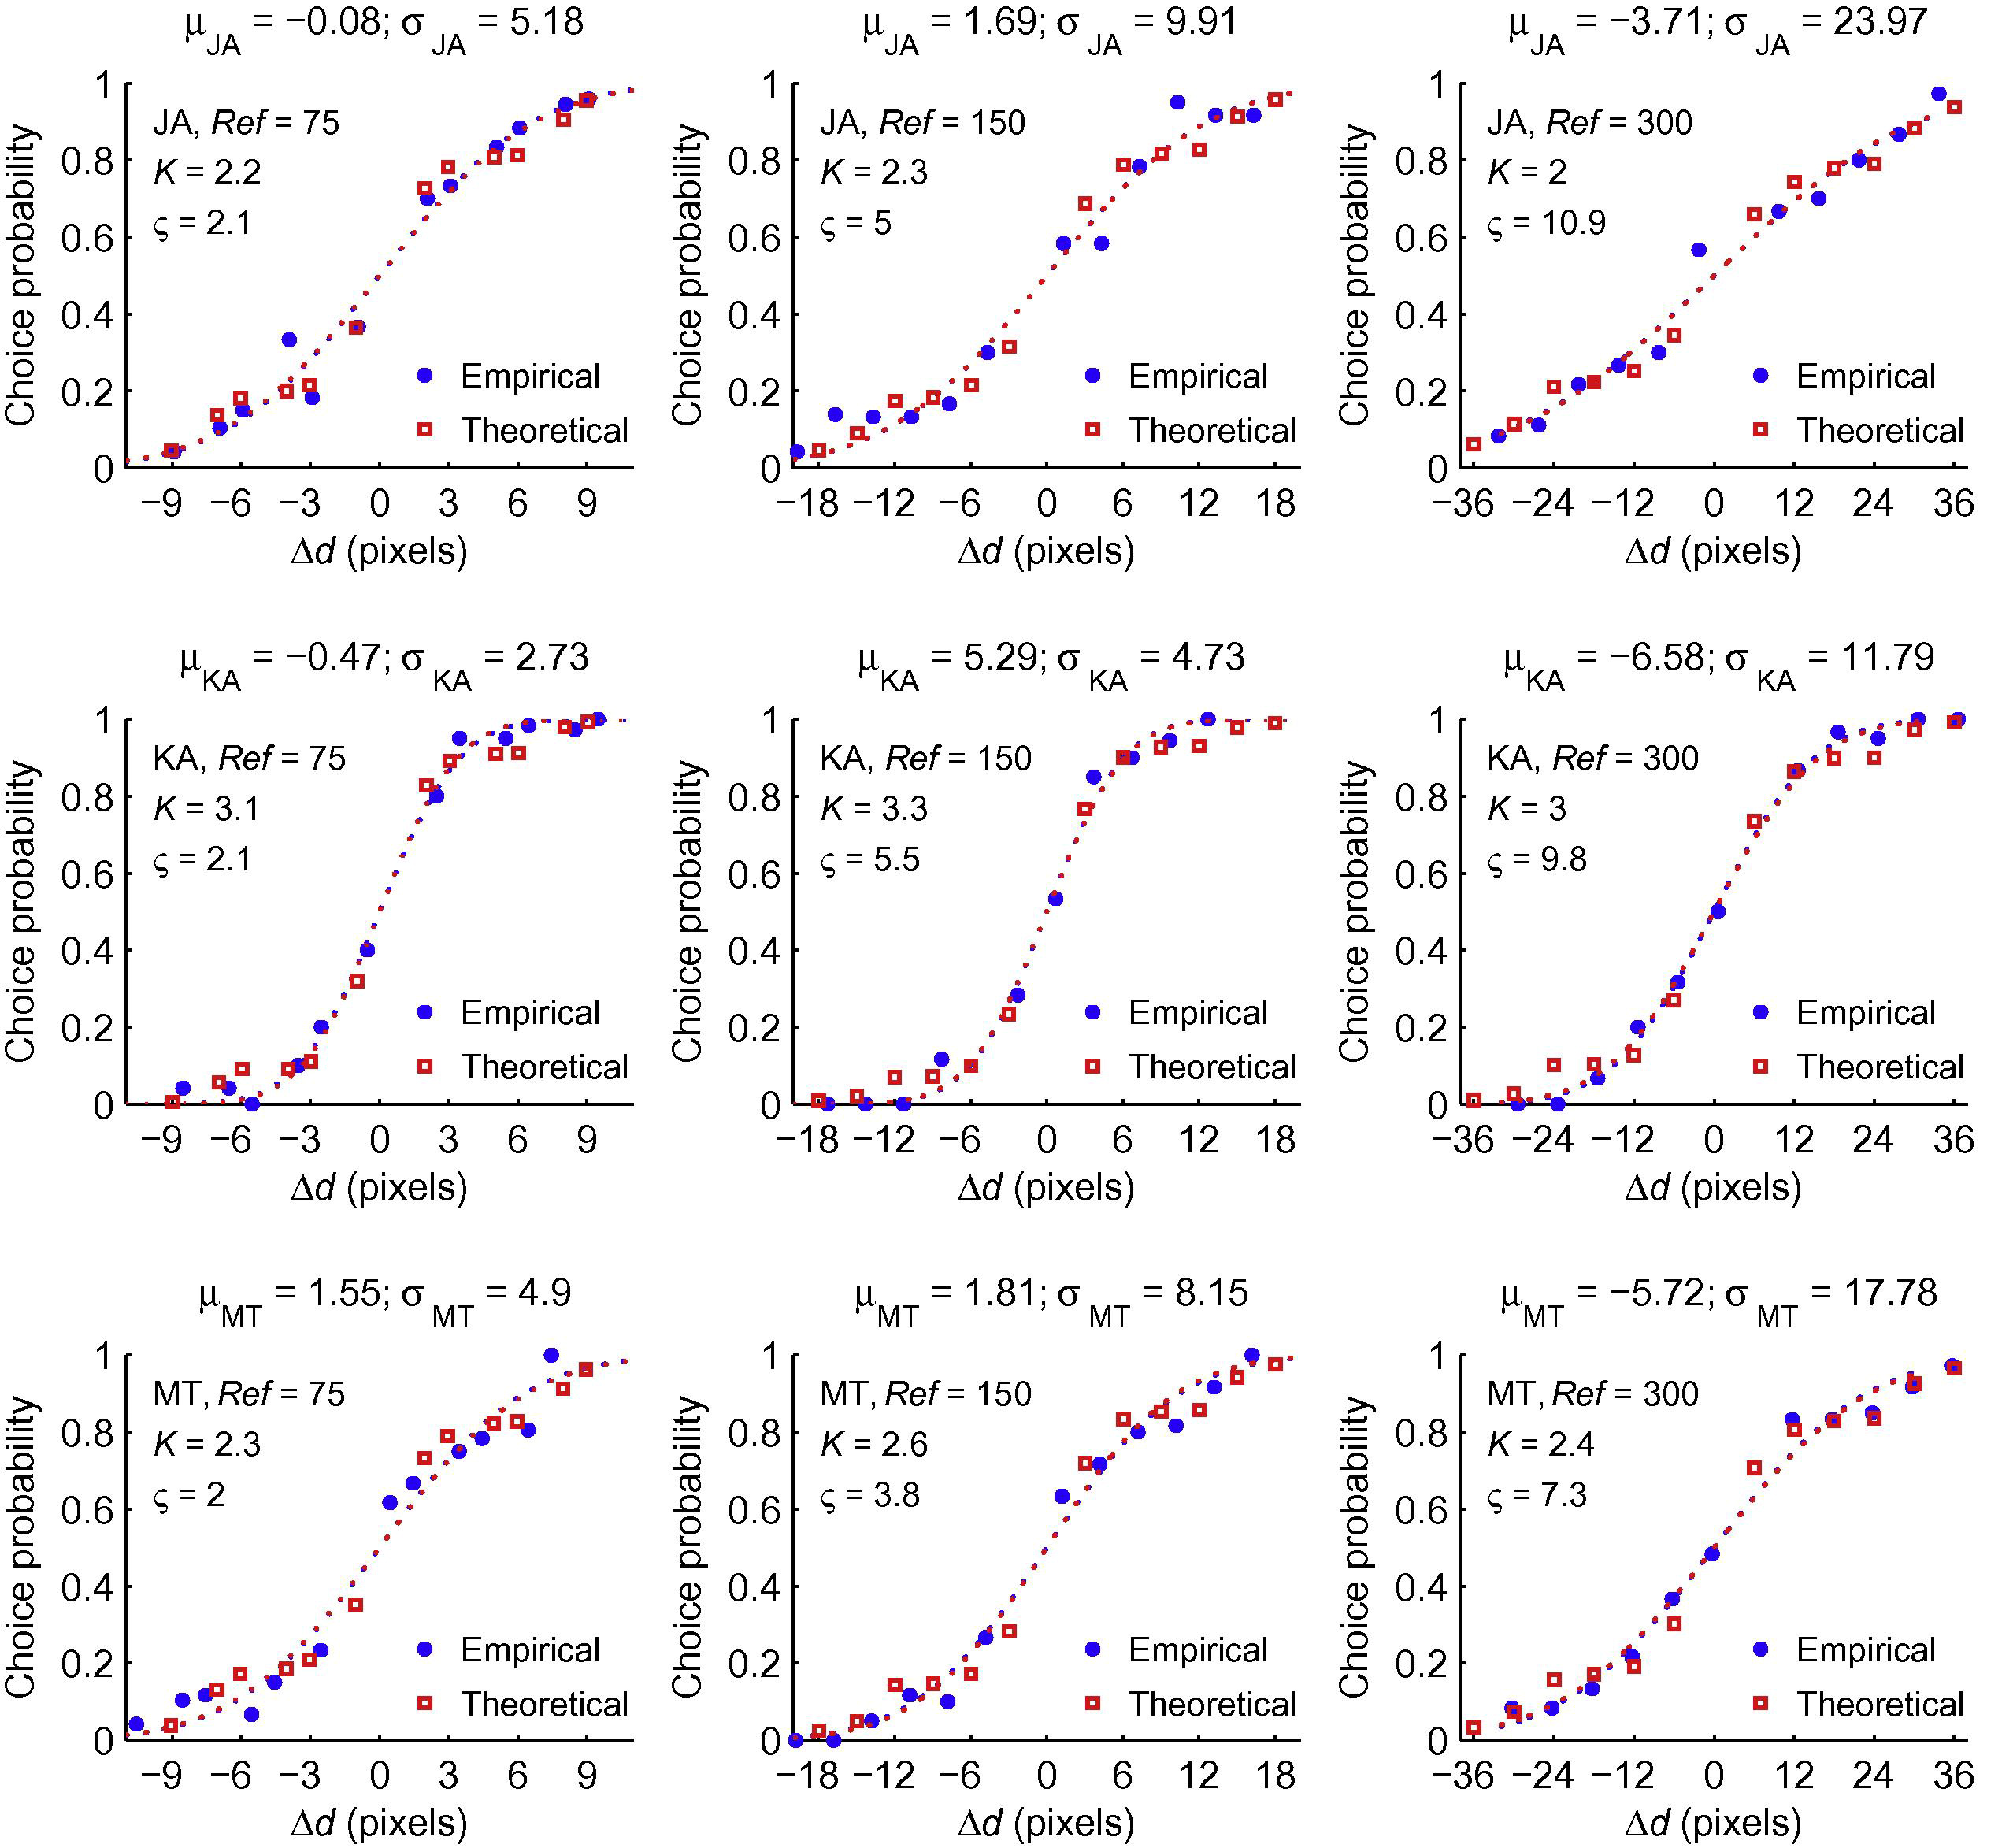 μJA = −0.08; σJA = 5.18
Choice probability
1
0.8
0.6
0.4
0.2
0
JA, Ref = 75
K = 2.2
ς = 2.1
Empirical
Theoretical
−9 −6 −3 0 3 6 9
Δd (pixels)
μJA = 1.69; σJA = 9.91
Choice probability
1
0.8
0.6
0.4
0.2
0
JA, Ref = 150
K = 2.3
ς = 5
Empirical
Theoretical
−18 −12 −6 0 6 12 18
Δd (pixels)
μJA = −3.71; σJA = 23.97
Choice probability
1
0.8
0.6
0.4
0.2
0
JA, Ref = 300
K = 2
ς = 10.9
Empirical
Theoretical
−36 −24 −12 0 12 24 36
Δd (pixels)
μKA = −0.47; σKA = 2.73
Choice probability
1
0.8
0.6
0.4
0.2
0
KA, Ref = 75
K = 3.1
ς = 2.1
Empirical
Theoretical
−9 −6 −3 0 3 6 9
Δd (pixels)
μKA = 5.29; σKA = 4.73
Choice probability
1
0.8
0.6
0.4
0.2
0
KA, Ref = 150
K = 3.3
ς = 5.5
Empirical
Theoretical
−18 −12 −6 0 6 12 18
Δd (pixels)
μKA = −6.58; σKA = 11.79
Choice probability
1
0.8
0.6
0.4
0.2
0
KA, Ref = 300
K = 3
ς = 9.8
Empirical
Theoretical
−36 −24 −12 0 12 24 36
Δd (pixels)
μMT = 1.55; σMT = 4.9
Choice probability
1
0.8
0.6
0.4
0.2
0
MT, Ref = 75
K = 2.3
ς = 2
Empirical
Theoretical
−9 −6 −3 0 3 6 9
Δd (pixels)
μMT = 1.81; σMT = 8.15
Choice probability
1
0.8
0.6
0.4
0.2
0
MT, Ref = 150
K = 2.6
ς = 3.8
Empirical
Theoretical
−18 −12 −6 0 6 12 18
Δd (pixels)
μMT = −5.72; σMT = 17.78
Choice probability
1
0.8
0.6
0.4
0.2
0
MT, Ref = 300
K = 2.4
ς = 7.3
Empirical
Theoretical
−36 −24 −12 0 12 24 36
Δd (pixels)